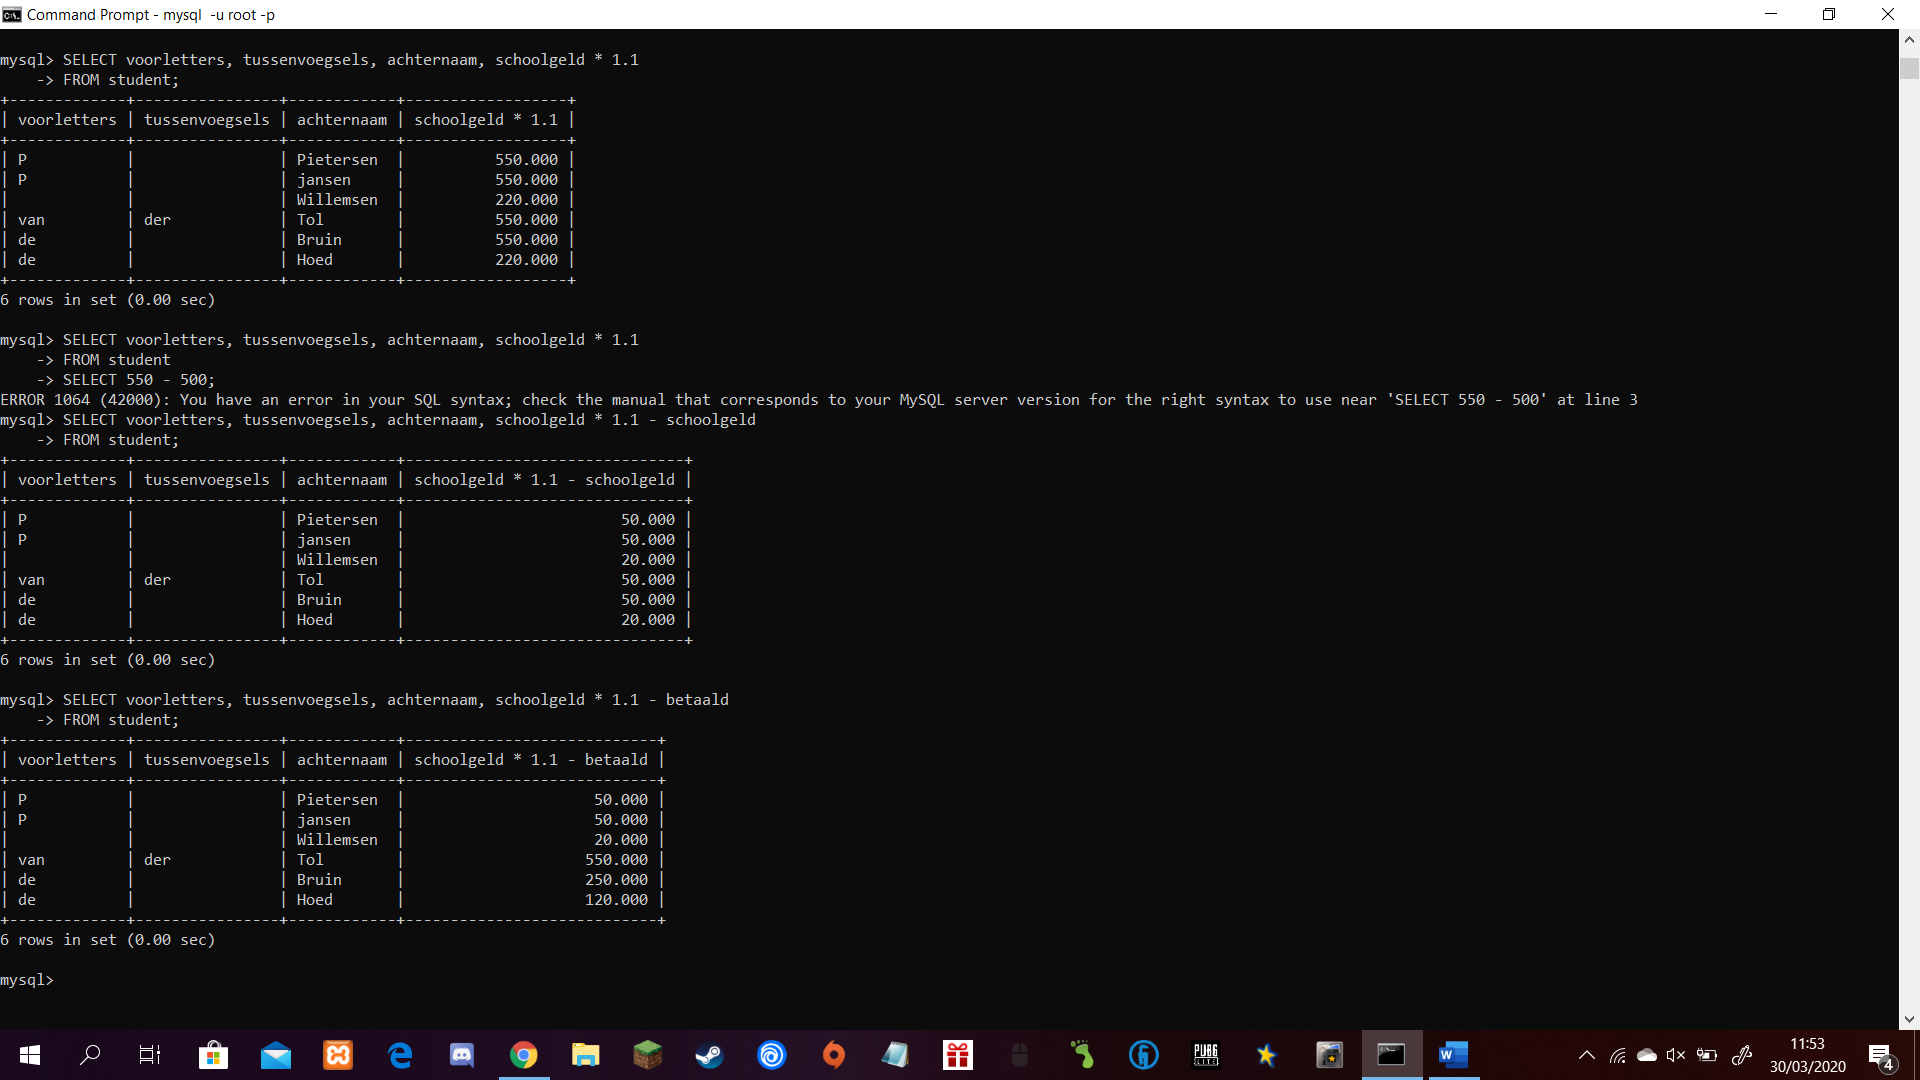 Command Prompt - mysql  -u root -p
mysql> SELECT voorletters, tussenvoegsels, achternaam, schoolgeld * 1.1
    -> FROM student;
+-------------+----------------+------------+------------------+
| voorletters | tussenvoegsels | achternaam | schoolgeld * 1.1 |
+-------------+----------------+------------+------------------+
| P           |                | Pietersen  |          550.000 |
| P           |                | jansen     |          550.000 |
|             |                | Willemsen  |          220.000 |
| van         | der            | Tol        |          550.000 |
| de          |                | Bruin      |          550.000 |
| de          |                | Hoed       |          220.000 |
+-------------+----------------+------------+------------------+
6 rows in set (0.00 sec)
mysql> SELECT voorletters, tussenvoegsels, achternaam, schoolgeld * 1.1
    -> FROM student
    -> SELECT 550 - 500;
ERROR 1064 (42000): You have an error in your SQL syntax; check the manual that corresponds to your MySQL server version for the right syntax to use near 'SELECT 550 - 500' at line 3
mysql> SELECT voorletters, tussenvoegsels, achternaam, schoolgeld * 1.1 - schoolgeld
    -> FROM student;
+-------------+----------------+------------+-------------------------------+
| voorletters | tussenvoegsels | achternaam | schoolgeld * 1.1 - schoolgeld |
+-------------+----------------+------------+-------------------------------+
| P           |                | Pietersen  |                        50.000 |
| P           |                | jansen     |                        50.000 |
|             |                | Willemsen  |                        20.000 |
| van         | der            | Tol        |                        50.000 |
| de          |                | Bruin      |                        50.000 |
| de          |                | Hoed       |                        20.000 |
+-------------+----------------+------------+-------------------------------+
6 rows in set (0.00 sec)
mysql> SELECT voorletters, tussenvoegsels, achternaam, schoolgeld * 1.1 - betaald
    -> FROM student;
+-------------+----------------+------------+----------------------------+
| voorletters | tussenvoegsels | achternaam | schoolgeld * 1.1 - betaald |
+-------------+----------------+------------+----------------------------+
| P           |                | Pietersen  |                     50.000 |
| P           |                | jansen     |                     50.000 |
|             |                | Willemsen  |                     20.000 |
| van         | der            | Tol        |                    550.000 |
| de          |                | Bruin      |                    250.000 |
| de          |                | Hoed       |                    120.000 |
+-------------+----------------+------------+----------------------------+
6 rows in set (0.00 sec)
mysql>
PUBG
LITE
W
11:53
30/03/2020
4